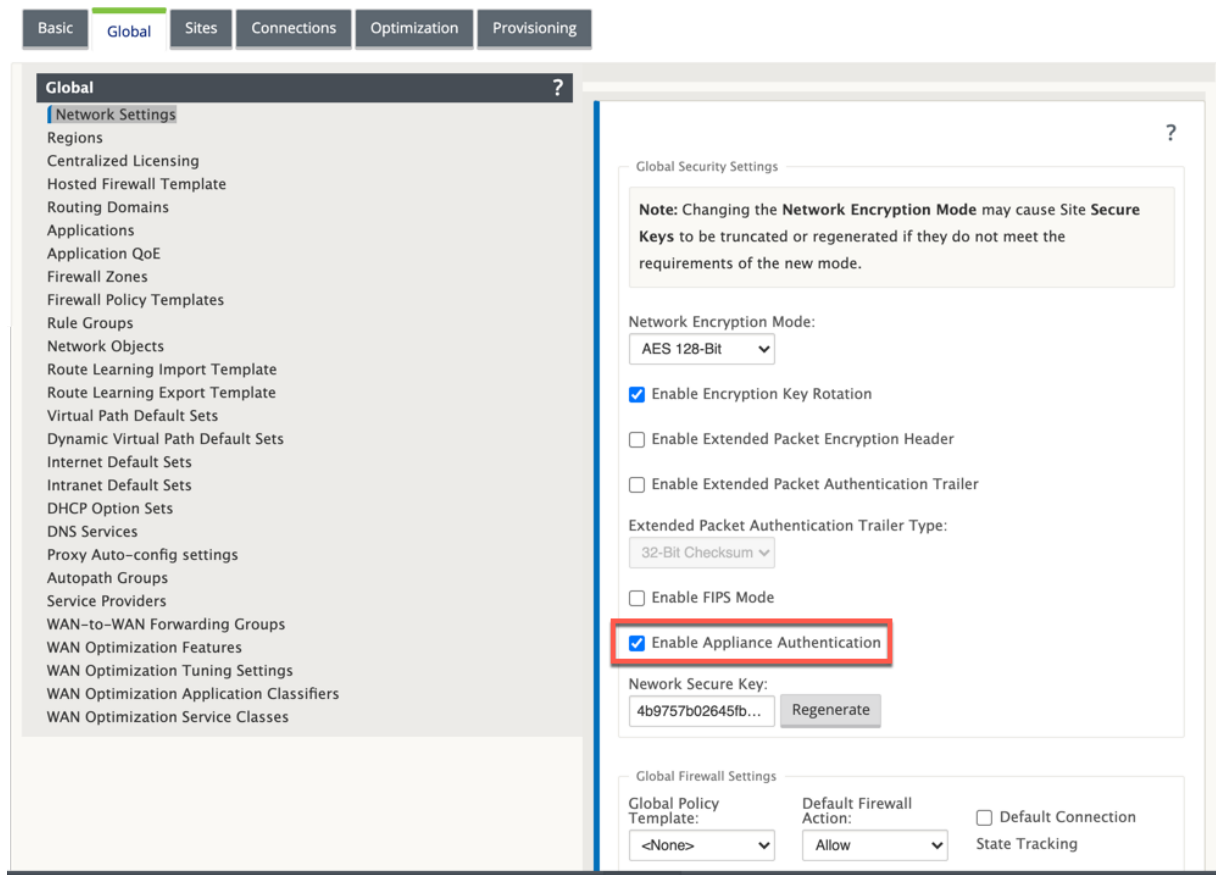 Basic
Global
Sites
Connections
Optimization
Provisioning
Global
?
Network Settings
Regions
Centralized Licensing
Hosted Firewall Template
Routing Domains
Applications
Application QoE
Firewall Zones
Firewall Policy Templates
Rule Groups
Network Objects
Route Learning Import Template
Route Learning Export Template
Virtual Path Default Sets
Dynamic Virtual Path Default Sets
Internet Default Sets
Intranet Default Sets
DHCP Option Sets
DNS Services
Proxy Auto-config settings
Autopath Groups
Service Providers
WAN-to-WAN Forwarding Groups
WAN Optimization Features
WAN Optimization Tuning Settings
WAN Optimization Application Classifiers
WAN Optimization Service Classes
?
Global Security Settings
Note: Changing the Network Encryption Mode may cause Site Secure
Keys to be truncated or regenerated if they do not meet the
requirements of the new mode.
Network Encryption Mode:
AES 128-Bit
Enable Encryption Key Rotation
Enable Extended Packet Encryption Header
Enable Extended Packet Authentication Trailer
Extended Packet Authentication Trailer Type:
32-Bit Checksum
Enable FIPS Mode
Enable Appliance Authentication
Nework Secure Key:
4b9757b02645fb...
Regenerate
Global Firewall Settings
Global Policy
Template:
<None>
Default Firewall
Action:
Allow
Default Connection
State Tracking